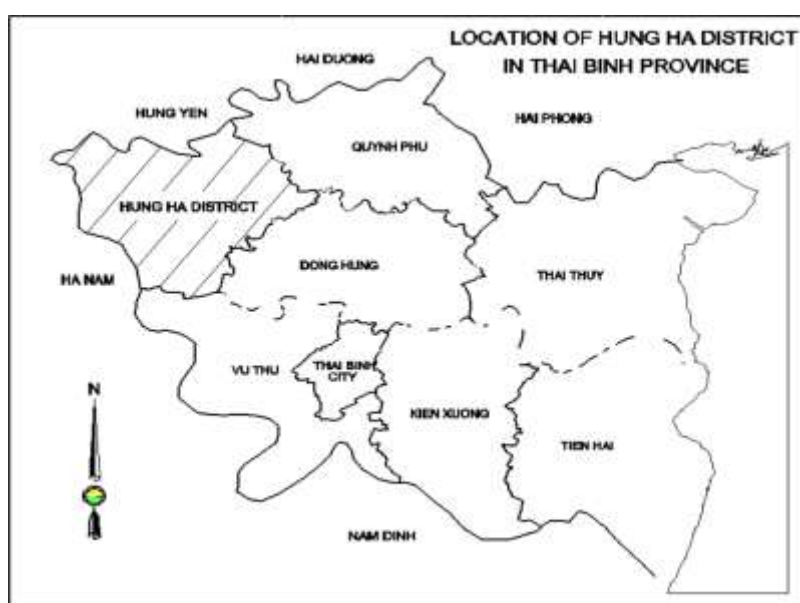 LOCATION OF HUNG HA DISTRICT
IN THAI BINH PROVINCE
HAI DUONG
HUNG YEN
HAI PHONG
QUYNH PHU
HUNG HA DISTRICT
DONG HUNG
HA NAM
THAI THUY
VU THU
THAI BINH
CITY
N
KIEN XUONG
TIEN HAI
NAM DINH